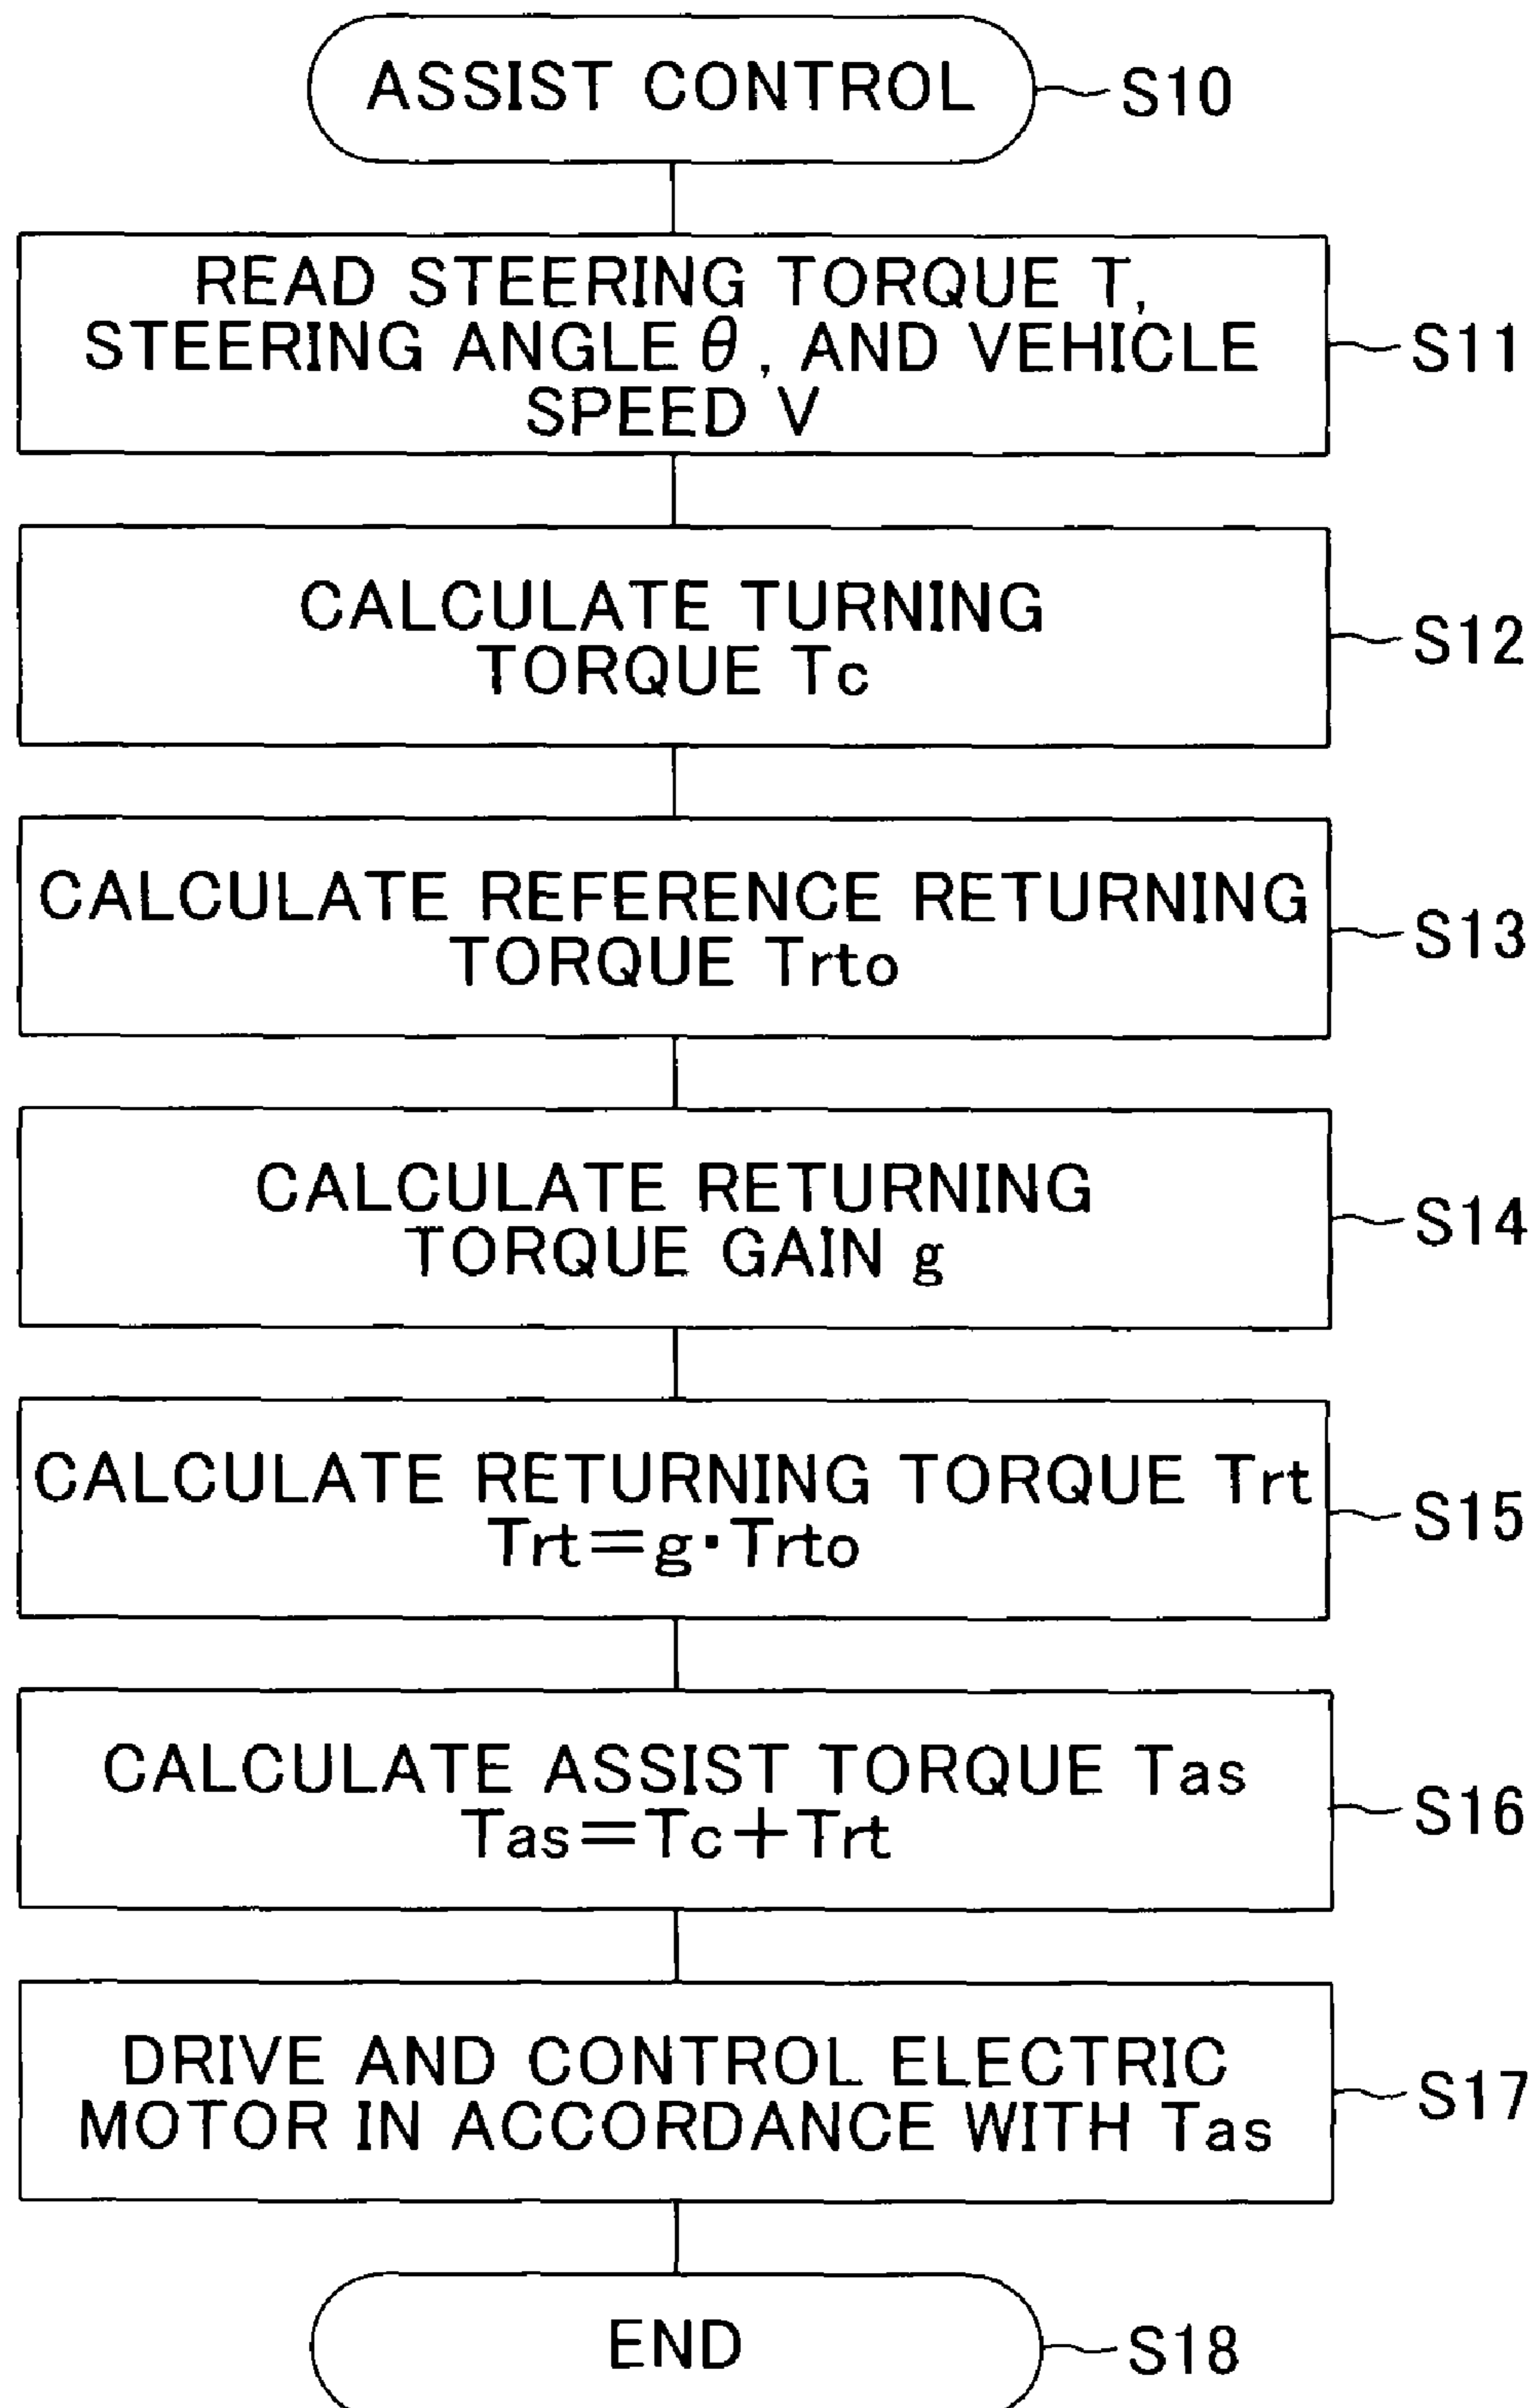 ASSIST CONTROL
S10
READ STEERING TORQUE T,
STEERING ANGLE θ, AND VEHICLE
SPEED V
S11
CALCULATE TURNING
TORQUE Tc
S12
CALCULATE REFERENCE RETURNING
TORQUE Trto
S13
CALCULATE RETURNING
TORQUE GAIN g
S14
CALCULATE RETURNING TORQUE Trt
Trt=g·Trto
S15
CALCULATE ASSIST TORQUE Tas
Tas=Tc+Trt
S16
DRIVE AND CONTROL ELECTRIC
MOTOR IN ACCORDANCE WITH Tas
S17
END
S18